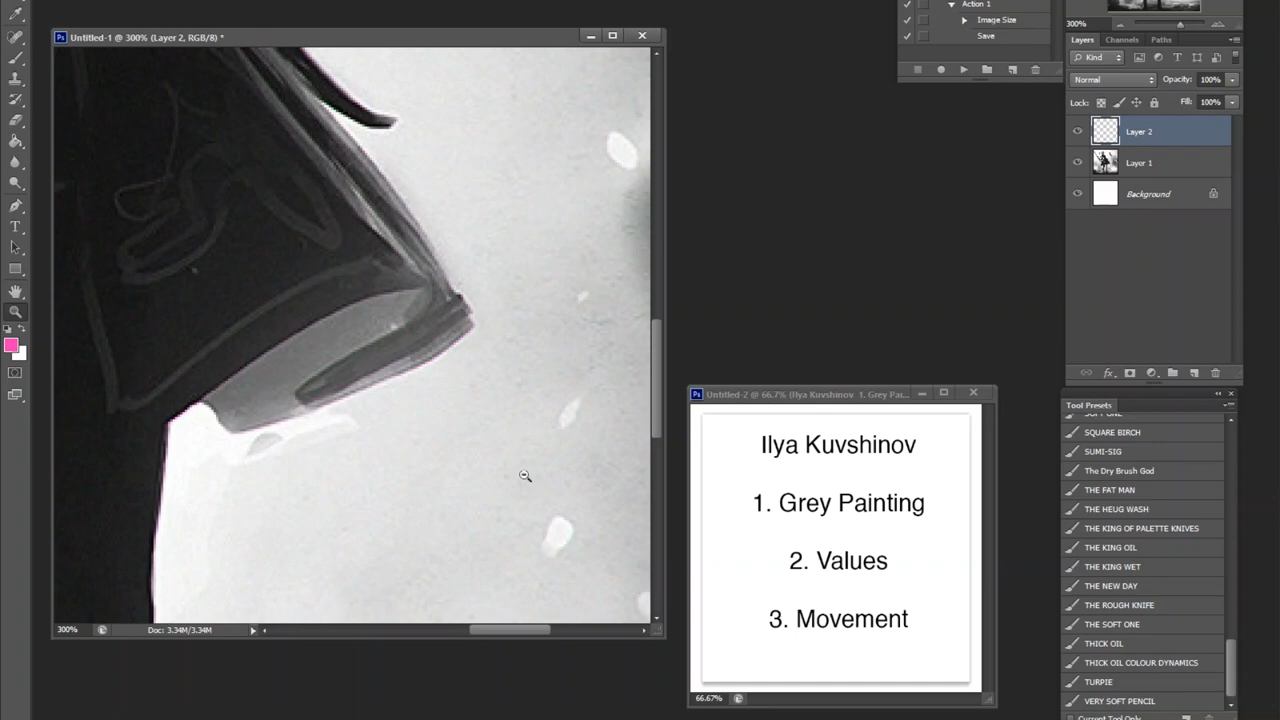 Action 1
Image Size
Save
300%
Untitled-1 @ 300% (Layer 2, RGB/8) *
Layers Channels Paths
Kind
Normal Opacity: 100%
Lock: Fill: 100%
Layer 2
Layer 1
Background
Untitled-2 @ 66.7% (Ilya Kuvshinov 1. Grey Pai...
Ilya Kuvshinov
1. Grey Painting
2. Values
3. Movement
66.67%
300% Doc: 3.34M/3.34M
Tool Presets
SQUARE BIRCH
SUMI-SIG
The Dry Brush God
THE FAT MAN
THE HEUG WASH
THE KING OF PALETTE KNIVES
THE KING OIL
THE KING WET
THE NEW DAY
THE ROUGH KNIFE
THE SOFT ONE
THICK OIL
THICK OIL COLOUR DYNAMICS
TURPIE
VERY SOFT PENCIL
Current Tool Only